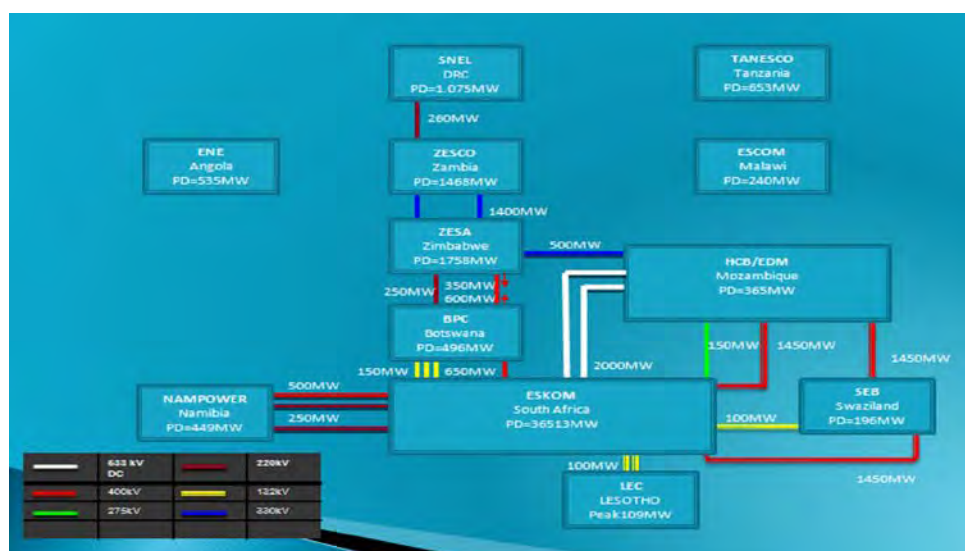 SNEL
DRC
PD=1.075MW
TANESCO
Tanzania
PD=653MW
260MW
ENE
Angola
PD=535MW
ZESCO
Zambia
PD=1468MW
ESCOM
Malawi
PD=240MW
1400MW
ZESA
Zimbabwe
PD=1758MW
500MW
HCB/EDM
Mozambique
PD=365MW
250MW
350MW
600MW
BPC
Botswana
PD=496MW
150MW
650MW
2000MW
150MW
1450MW
1450MW
NAMPOWER
Namibia
PD=449MW
500MW
250MW
ESKOM
South Africa
PD=36513MW
100MW
SEB
Swaziland
PD=196MW
1450MW
100MW
LEC
LESOTHO
Peak109MW
633 kV
DC
220kV
400kV
132kV
275kV
330kV